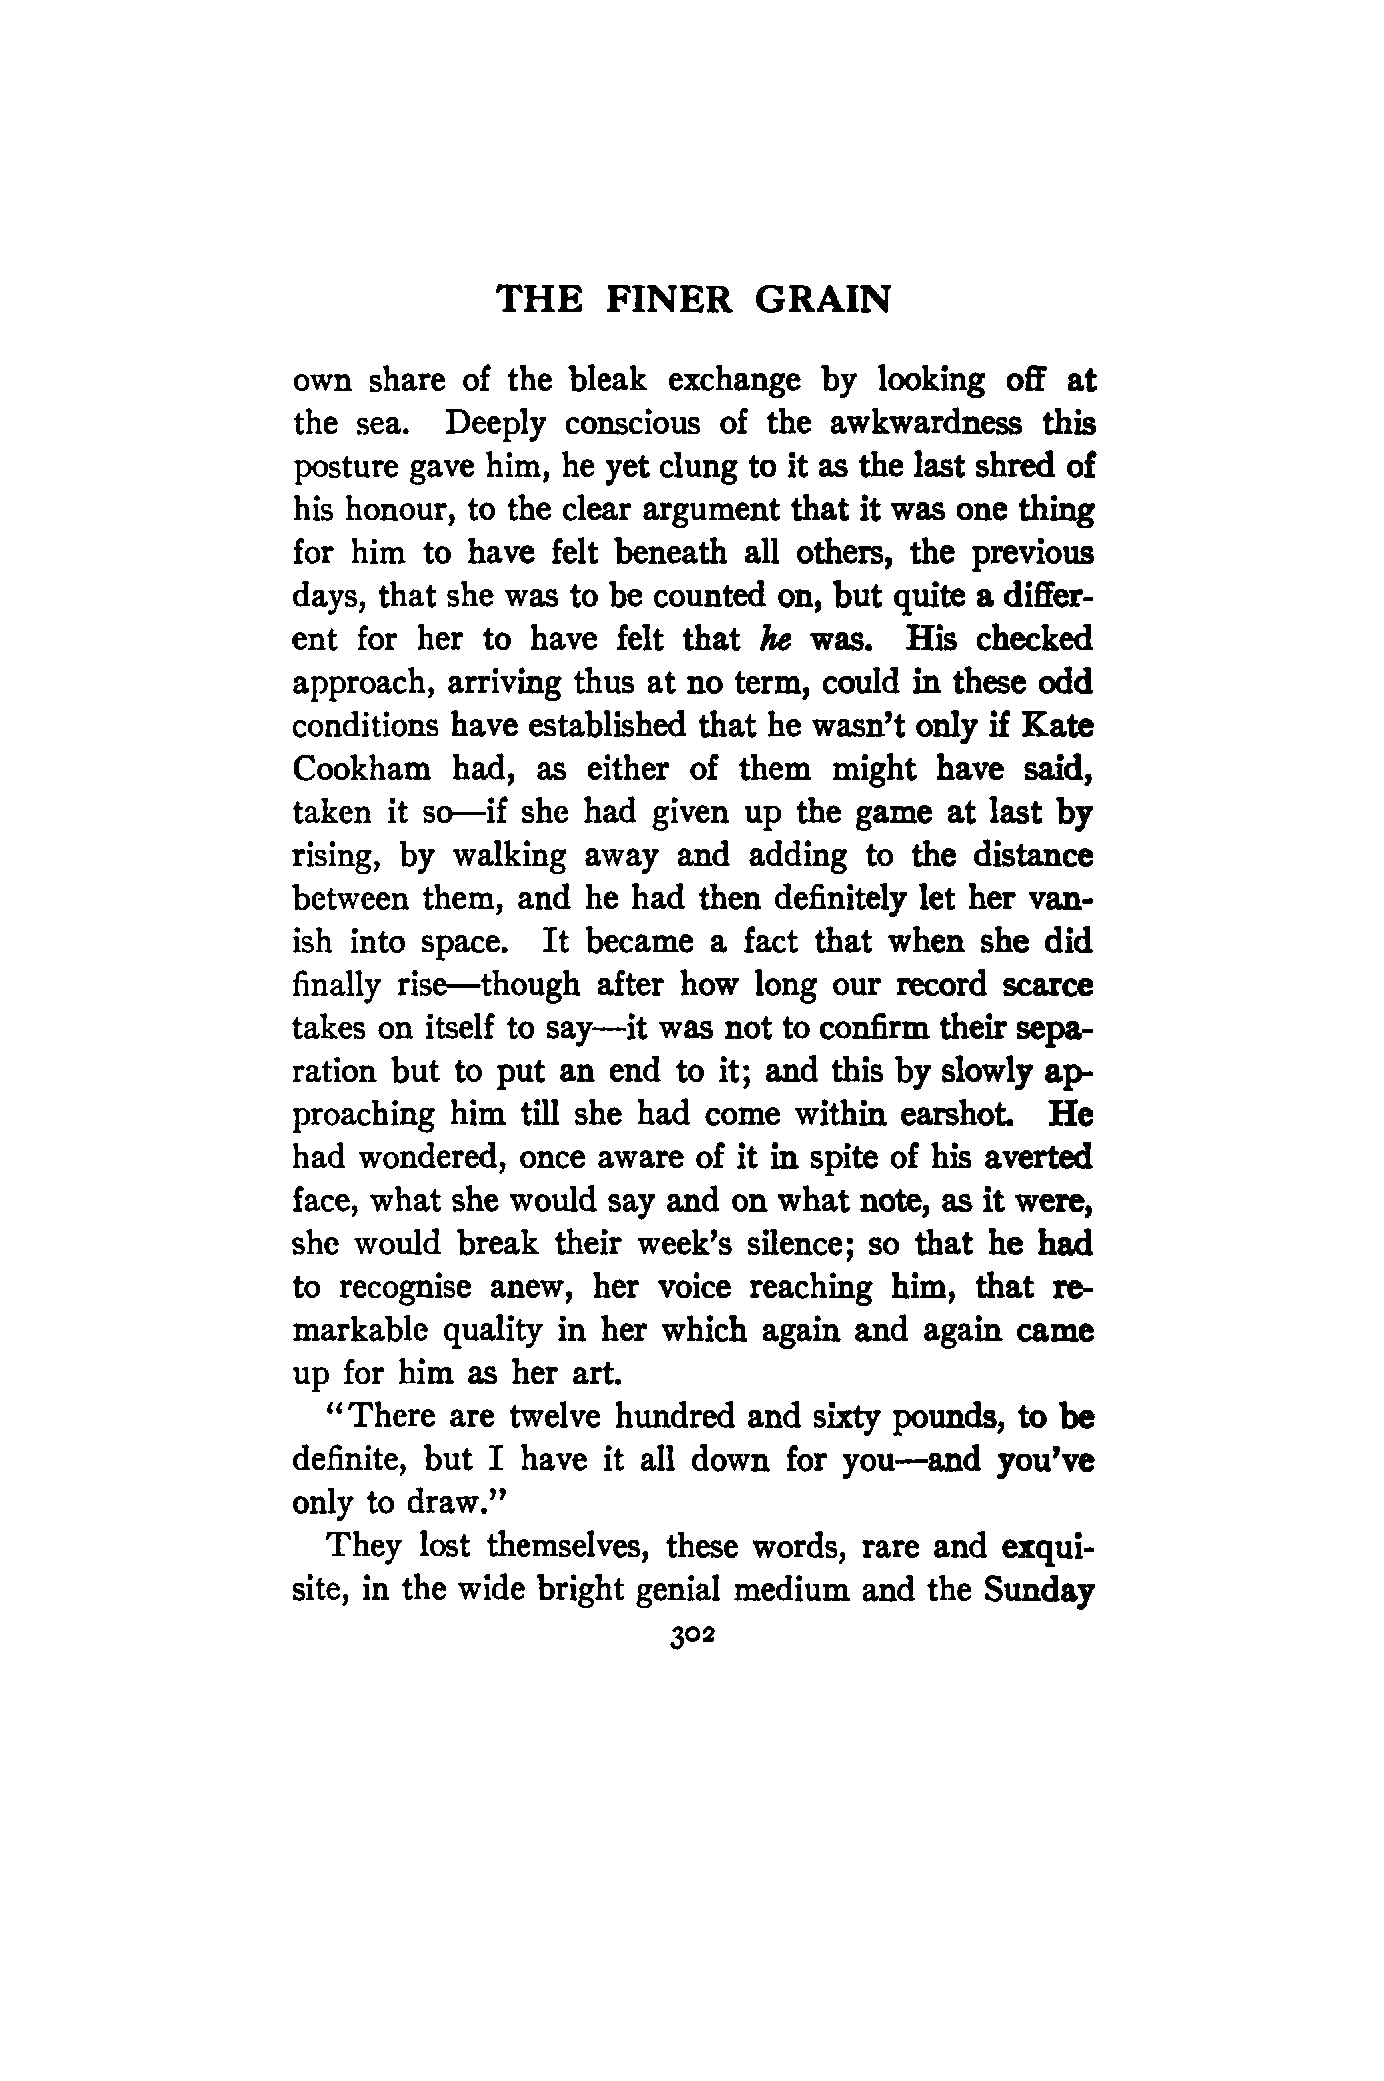 THE FINER GRAIN
own share of the bleak exchange by looking off at
the sea. Deeply conscious of the awkwardness this
posture gave him, he yet clung to it as the last shred of
his honour, to the clear argument that it was one thing
for him to have felt beneath all others, the previous
days, that she was to be counted on, but quite a differ-
ent for her to have felt that he was. His checked
approach, arriving thus at no term, could in these odd
conditions have established that he wasn't only if Kate
Cookham had, as either of them might have said,
taken it so—if she had given up the game at last by
rising, by walking away and adding to the distance
between them, and he had then definitely let her van-
ish into space. It became a fact that when she did
finally rise—though after how long our record scarce
takes on itself to say—it was not to confirm their sepa-
ration but to put an end to it; and this by slowly ap-
proaching him till she had come within earshot. He
had wondered, once aware of it in spite of his averted
face, what she would say and on what note, as it were,
she would break their week's silence; so that he had
to recognise anew, her voice reaching him, that re-
markable quality in her which again and again came
up for him as her art.
"There are twelve hundred and sixty pounds, to be
definite, but I have it all down for you—and you've
only to draw."
They lost themselves, these words, rare and exqui-
site, in the wide bright genial medium and the Sunday
302